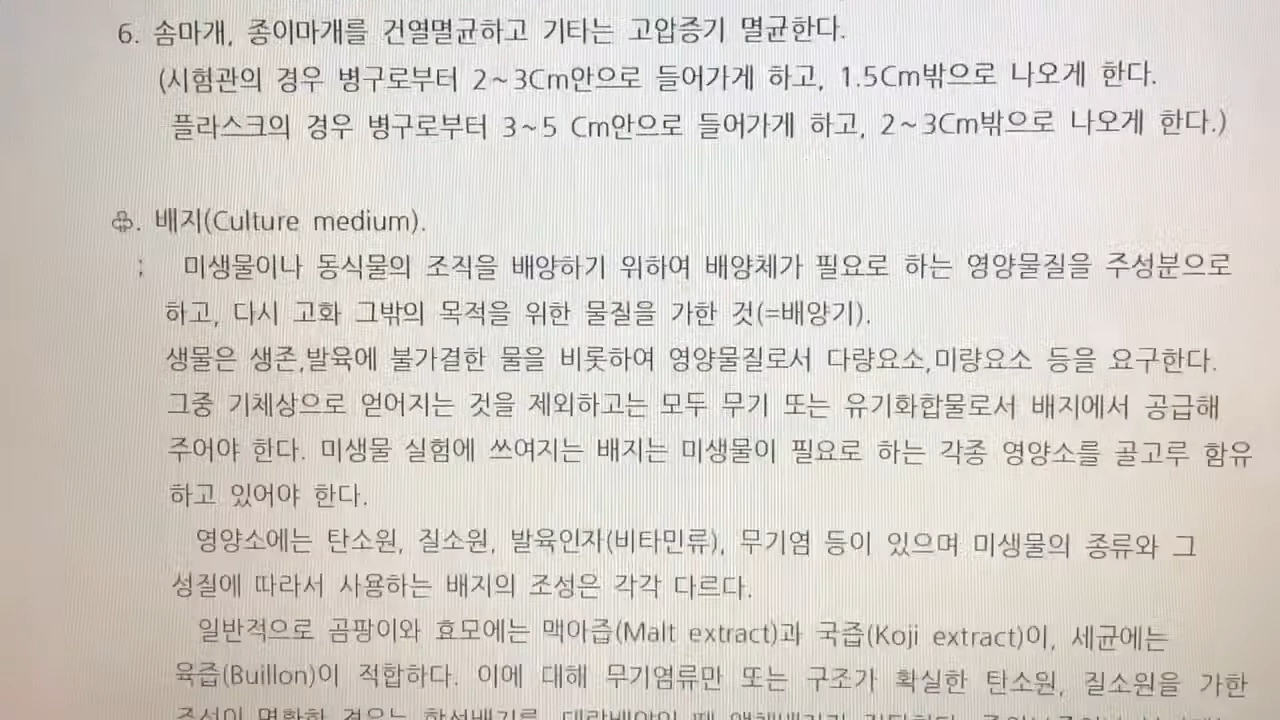 6. 솜마개, 종이마개를 건열멸균하고 기타는 고압증기 멸균한다.
(시험관의 경우 병구로부터 2~3Cm안으로 들어가게 하고, 1.5Cm밖으로 나오게 한다.
플라스크의 경우 병구로부터 3~5 Cm안으로 들어가게 하고, 2~3Cm밖으로 나오게 한다.)
♧. 배지(Culture medium).
; 미생물이나 동식물의 조직을 배양하기 위하여 배양체가 필요로 하는 영양물질을 주성분으로
하고, 다시 고화 그밖의 목적을 위한 물질을 가한 것(=배양기).
생물은 생존,발육에 불가결한 물을 비롯하여 영양물질로서 다량요소,미량요소 등을 요구한다.
그중 기체상으로 얻어지는 것을 제외하고는 모두 무기 또는 유기화합물로서 배지에서 공급해
주어야 한다. 미생물 실험에 쓰여지는 배지는 미생물이 필요로 하는 각종 영양소를 골고루 함유
하고 있어야 한다.
영양소에는 탄소원, 질소원, 발육인자(비타민류), 무기염 등이 있으며 미생물의 종류와 그
성질에 따라서 사용하는 배지의 조성은 각각 다르다.
일반적으로 곰팡이와 효모에는 맥아즙(Malt extract)과 국즙(Koji extract)이, 세균에는
육즙(Buillon)이 적합하다. 이에 대해 무기염류만 또는 구조가 확실한 탄소원, 질소원을 가한